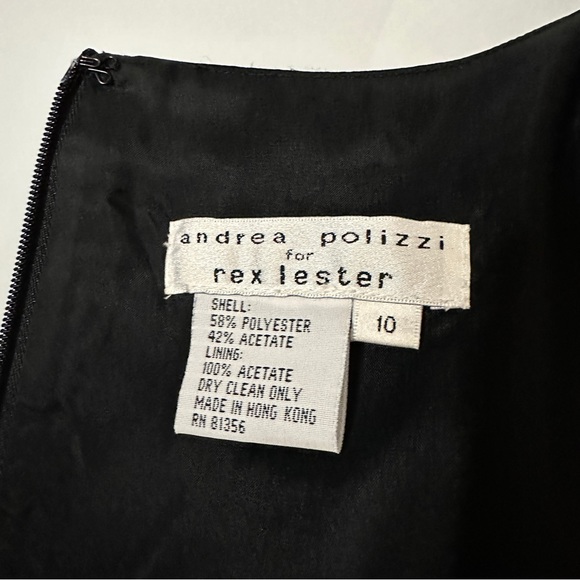 andrea polizzi
for
rex lester
10
SHELL:
58% POLYESTER
42% ACETATE
LINING:
100% ACETATE
DRY CLEAN ONLY
MADE IN HONG KONG
RN 81356